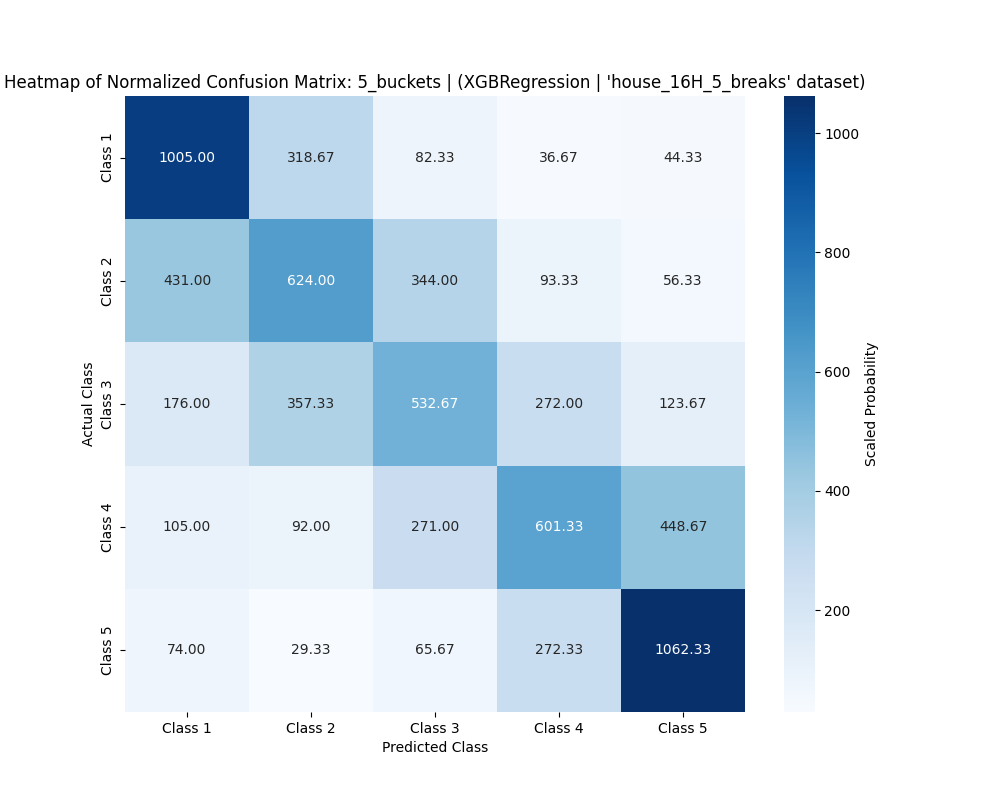 Heatmap of Normalized Confusion Matrix: 5_buckets | (XGBRegression | 'house_16H_5_breaks' dataset)
Class 1 1005.00 318.67 82.33 36.67 44.33
Class 2 431.00 624.00 344.00 93.33 56.33
Class 3 176.00 357.33 532.67 272.00 123.67
Class 4 105.00 92.00 271.00 601.33 448.67
Class 5 74.00 29.33 65.67 272.33 1062.33
Actual Class
Class 1 Class 2 Class 3 Class 4 Class 5
Predicted Class
1000
800
600
400
200
Scaled Probability